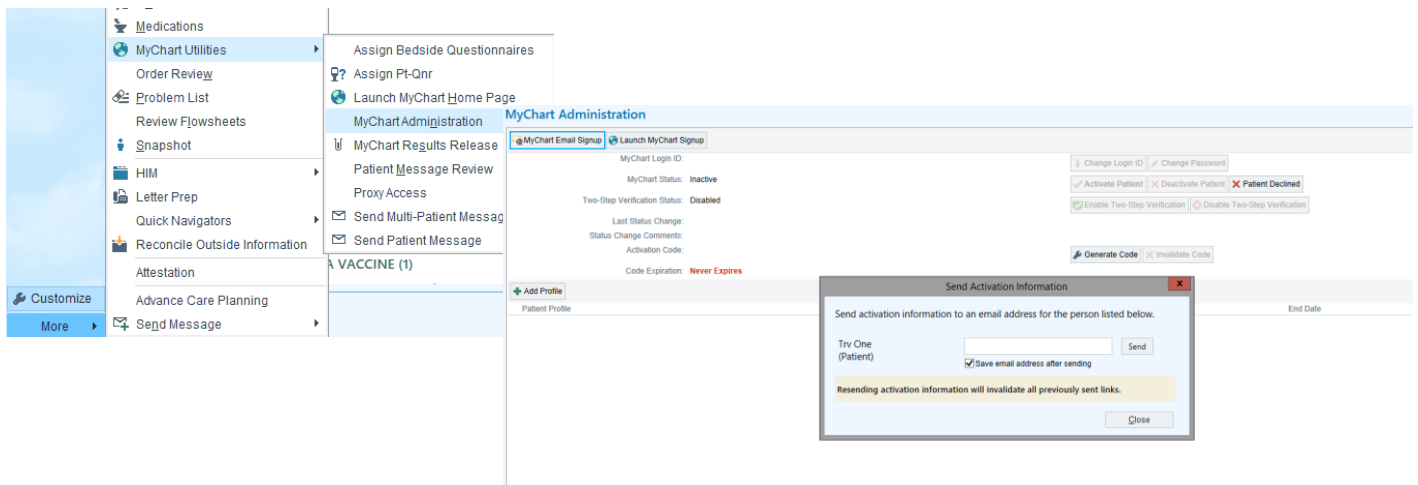 Medications
MyChart Utilities
Order Review
Problem List
Review Flowsheets
Snapshot
HIM
Letter Prep
Quick Navigators
Reconcile Outside Information
Attestation
Advance Care Planning
Send Message
Customize
More
Assign Bedside Questionnaires
Assign Pt-Qnr
Launch MyChart Home Page
MyChart Administration
MyChart Results Release
Patient Message Review
Proxy Access
Send Multi-Patient Messag
Send Patient Message
A VACCINE (1)
MyChart Administration
MyChart Email Signup Launch MyChart Signup
MyChart Login ID:
Change Login ID Change Password
MyChart Status: Inactive
Activate Patient Deactivate Patient Patient Declined
Two-Step Verification Status: Disabled
Enable Two-Step Verification Disable Two-Step Verification
Last Status Change:
Status Change Comments:
Activation Code:
Generate Code Invalidate Code
Code Expiration: Never Expires
Add Profile
Patient Profile
End Date
Send Activation Information
x
Send activation information to an email address for the person listed below.
Trv One
(Patient)
Send
Save email address after sending
Resending activation information will invalidate all previously sent links.
Close